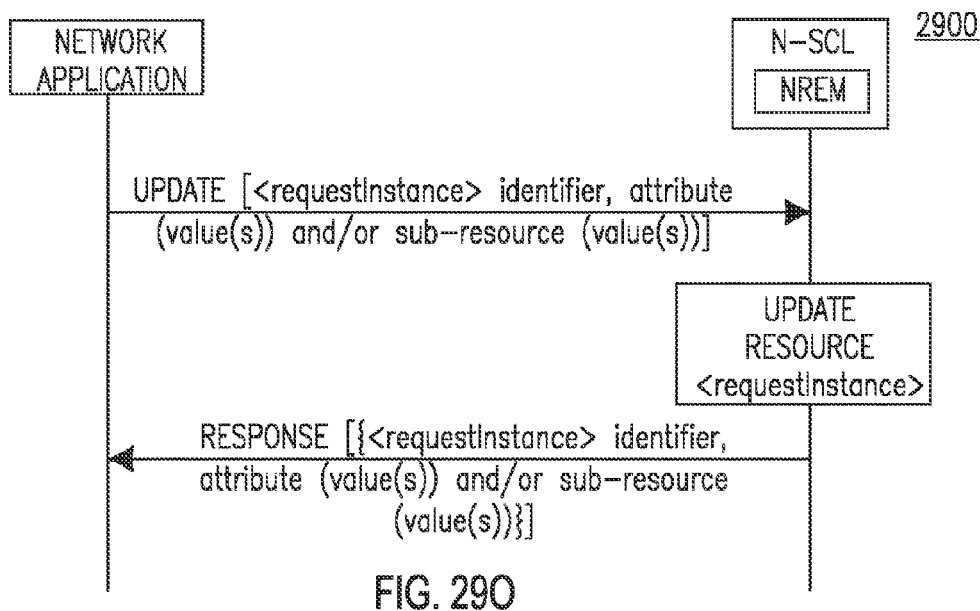 2900
NETWORK
APPLICATION
N-SCL
NREM
UPDATE [<requestInstance> identifier, attribute
(value(s)) and/or sub-resource (value(s))]
UPDATE
RESOURCE
<requestInstance>
RESPONSE [{<requestInstance> identifier,
attribute (value(s)) and/or sub-resource
(value(s))}]
FIG. 29O